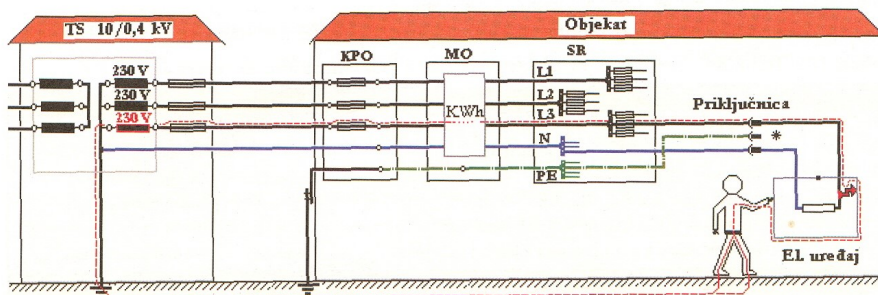 TS 10/0,4 kV
Objekat
KPO
MO
SR
230 V
230 V
230 V
L1
L2
L3
KWh
N
PE
Priključnica
*
El. uređaj